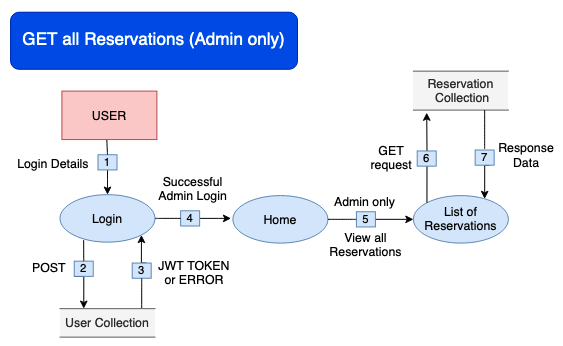 GET all Reservations (Admin only)
Reservation
Collection
USER
Login Details
1
GET
request
6
7
Response
Data
Successful
Admin Login
Login
4
Home
Admin only
5
View all
Reservations
List of
Reservations
POST
2
3
JWT TOKEN
or ERROR
User Collection